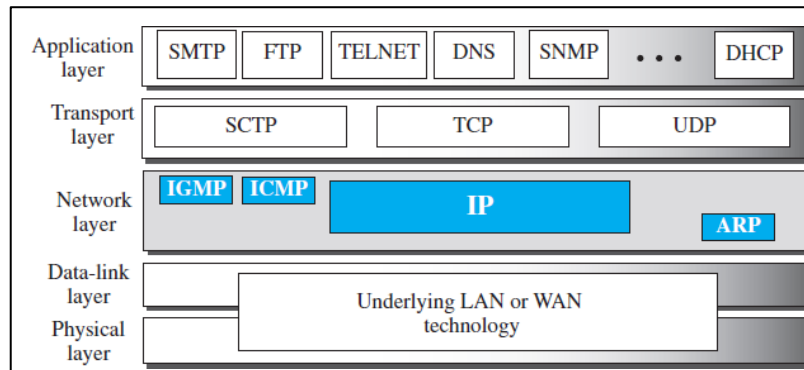 Application
layer
SMTP FTP TELNET DNS SNMP • • • DHCP
Transport
layer
SCTP TCP UDP
Network
layer
IGMP ICMP IP ARP
Data-link
layer
Underlying LAN or WAN
technology
Physical
layer